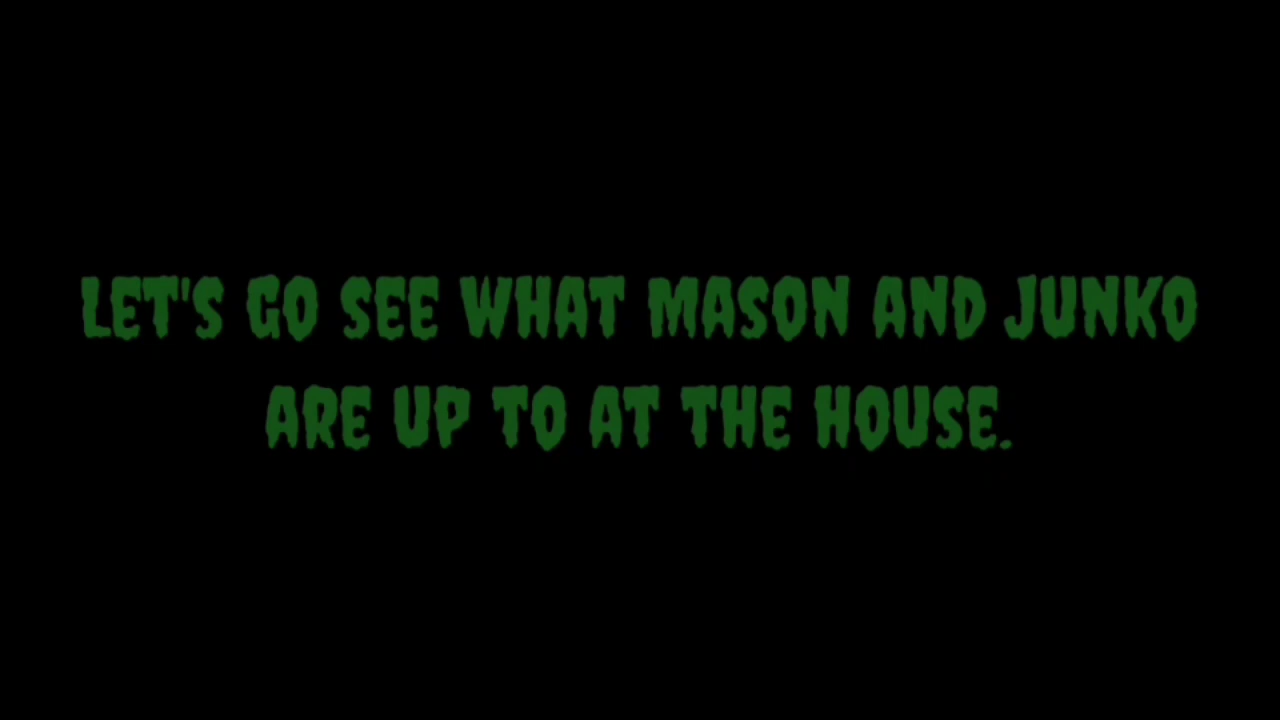 LET'S GO SEE WHAT MASON AND JUNKO
ARE UP TO AT THE HOUSE.